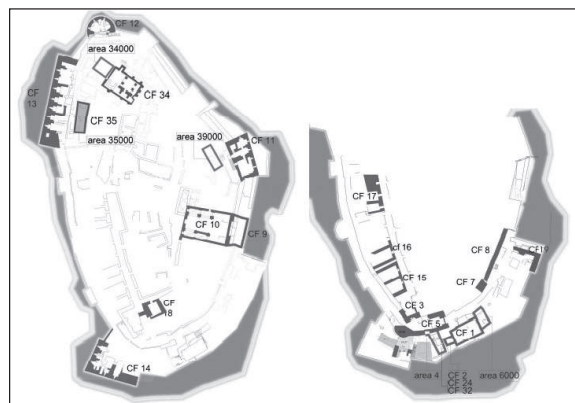 CF 12
area 34000
CF 34
CF
13
CF 35
area 35000
area 39000
CF 11
CF 10
CF 9
CF
18
CF 14
CF 17
cf 16
CF 15
CF 3
CF 5
CF 8
CF 7
CF19
CF 1
area 4
CF 2
CF 24
CF 32
area 6000